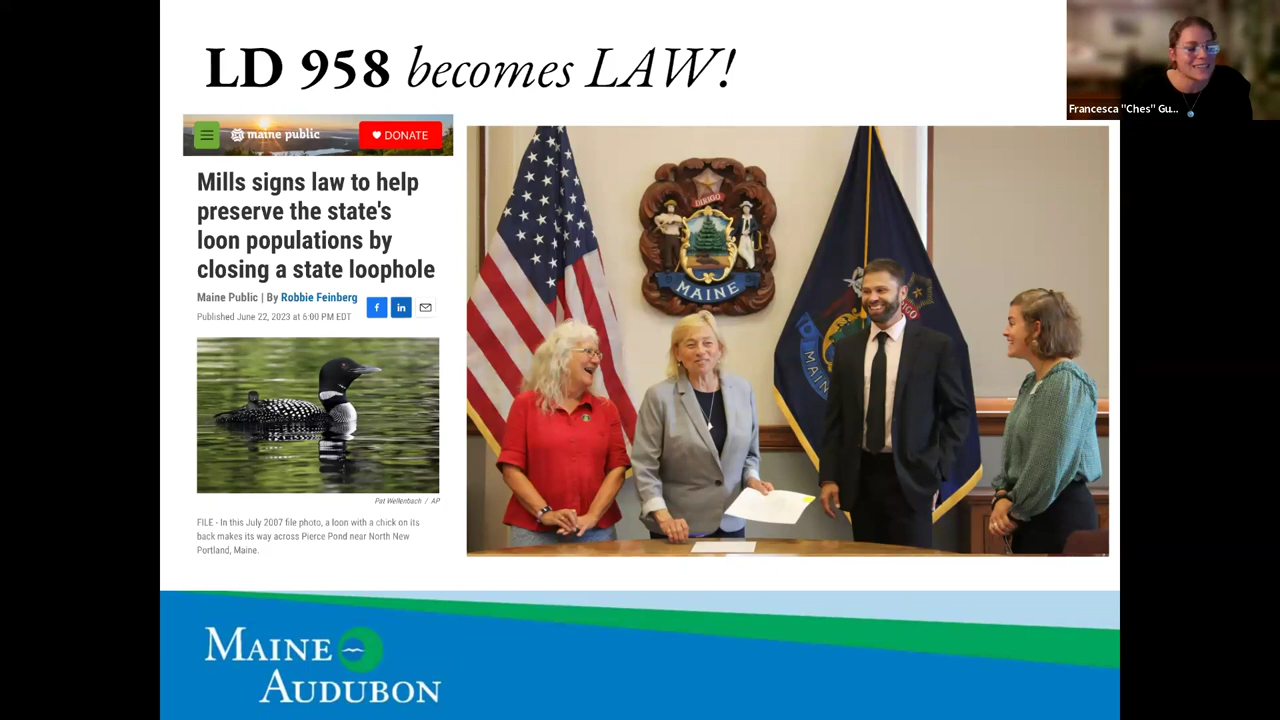 LD 958 becomes LAW!
maine public
DONATE
Mills signs law to help
preserve the state's
loon populations by
closing a state loophole
Maine Public | By Robbie Feinberg
Published June 22, 2023 at 6:00 PM EDT
f
in
Pat Wellenbach / AP
FILE - In this July 2007 file photo, a loon with a chick on its
back makes its way across Pierce Pond near North New
Portland, Maine.
DIRIGO
MAINE
MAIN
MAINE
AUDUBON
Francesca "Ches" Gu...